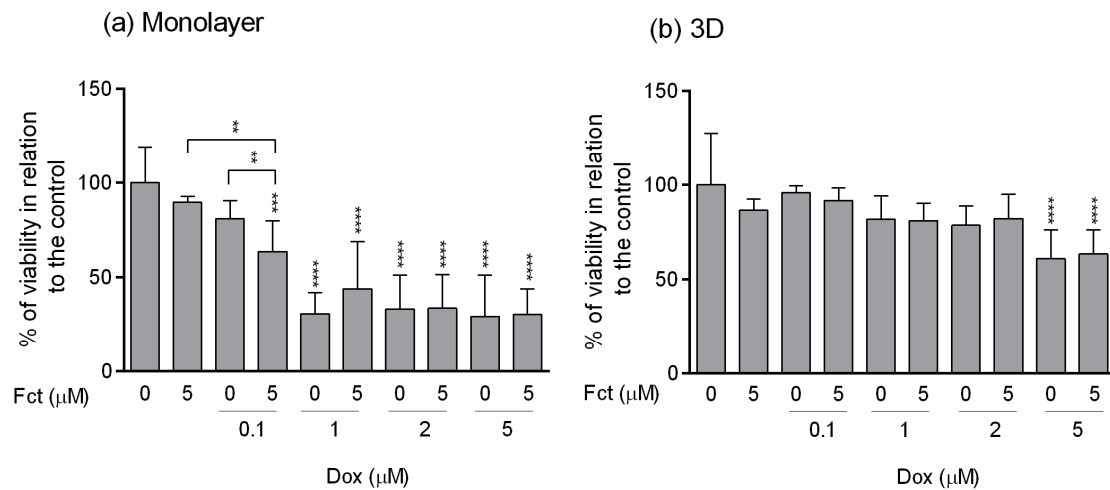 (a) Monolayer
% of viability in relation
to the control
150
100
50
0
**
**
***
****
****
****
****
****
****
Fct (μM) 0 5 0 5 0 5 0 5 0 5
0.1 1 2 5
Dox (μM)
(b) 3D
% of viability in relation
to the control
150
100
50
0
****
****
Fct (μM) 0 5 0 5 0 5 0 5 0 5
0.1 1 2 5
Dox (μM)